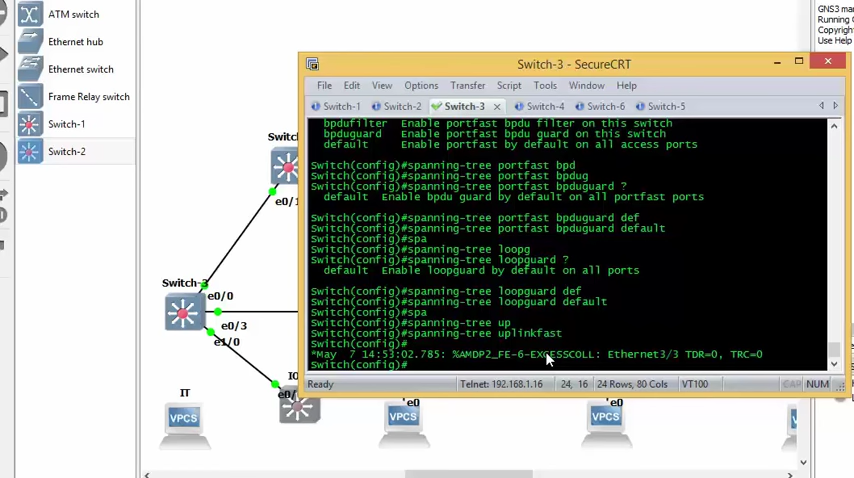 ATM switch
Ethernet hub
Ethernet switch
Frame Relay switch
Switch-1
Switch-2
GNS3 ma
Running G
Copyright
Use Help
Switch-3 - SecureCRT
File Edit View Options Transfer Script Tools Window Help
Switch-1 Switch-2 Switch-3 Switch-4 Switch-6 Switch-5
bpdufilter Enable portfast bpdu filter on this switch
bpduguard Enable portfast bpdu guard on this switch
default Enable portfast by default on all access ports
Switch(config)#spanning-tree portfast bpd
Switch(config)#spanning-tree portfast bpdug
Switch(config)#spanning-tree portfast bpduguard ?
default Enable bpdu guard by default on all portfast ports
Switch(config)#spanning-tree portfast bpduguard def
Switch(config)#spanning-tree portfast bpduguard default
Switch(config)#spa
Switch(config)#spanning-tree loopg
Switch(config)#spanning-tree loopguard ?
default Enable loopguard by default on all ports
Switch(config)#spanning-tree loopguard def
Switch(config)#spanning-tree loopguard default
Switch(config)#spa
Switch(config)#spanning-tree up
Switch(config)#spanning-tree uplinkfast
Switch(config)#
*May 7 14:53:02.785: %AMDP2_FE-6-EXCESSCOLL: Ethernet3/3 TDR=0, TRC=0
Switch(config)#
Ready Telnet: 192.168.1.16 24, 16 24 Rows, 80 Cols VT100 CAP NUM
Switc
e0/1
Switch-3
e0/0
e0/3
e1/0
IO
e0/
IT
VPCS
e0
VPCS
e0
VPCS
VP